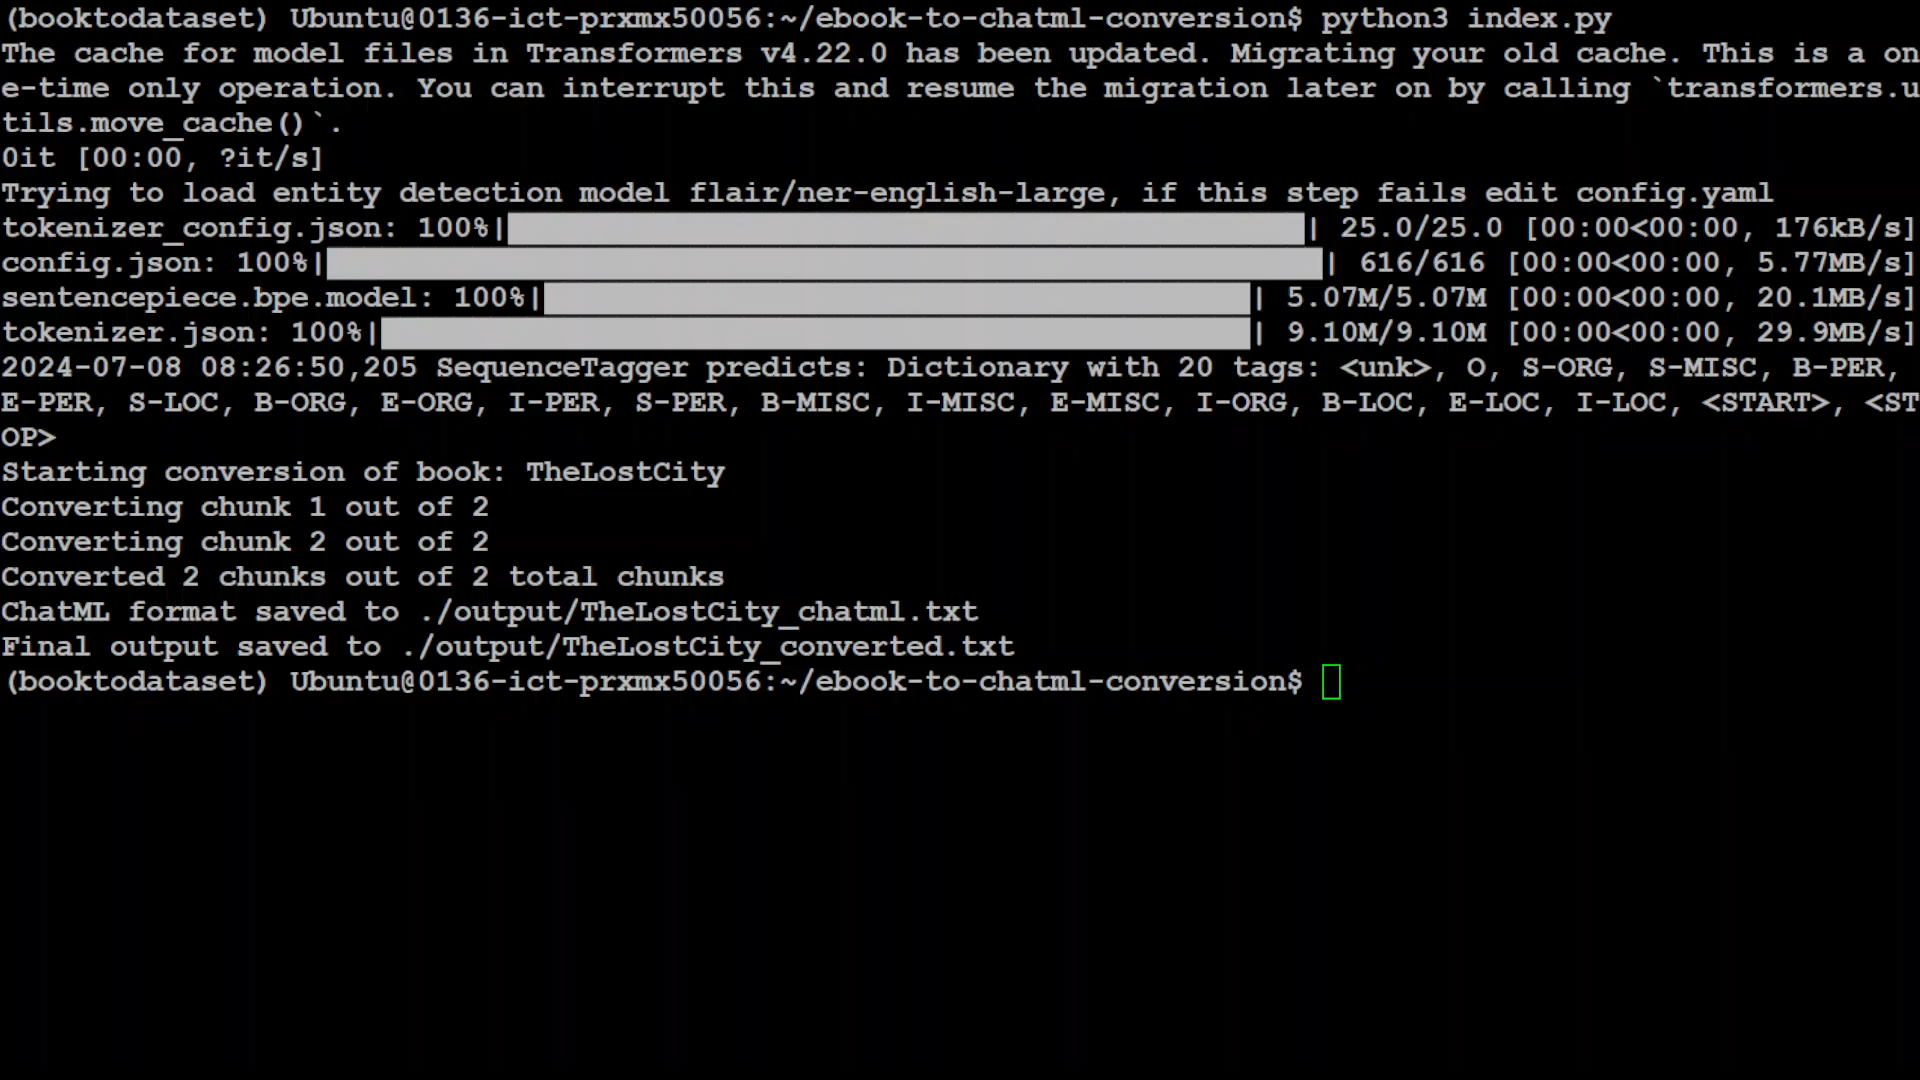 (booktodataset) Ubuntu@0136-ict-prxmx50056:~/ebook-to-chatml-conversion$ python3 index.py
The cache for model files in Transformers v4.22.0 has been updated. Migrating your old cache. This is a on
e-time only operation. You can interrupt this and resume the migration later on by calling `transformers.u
tils.move_cache()`.
0it [00:00, ?it/s]
Trying to load entity detection model flair/ner-english-large, if this step fails edit config.yaml
tokenizer_config.json: 100%| | 25.0/25.0 [00:00<00:00, 176kB/s]
config.json: 100%| | 616/616 [00:00<00:00, 5.77MB/s]
sentencepiece.bpe.model: 100%| | 5.07M/5.07M [00:00<00:00, 20.1MB/s]
tokenizer.json: 100%| | 9.10M/9.10M [00:00<00:00, 29.9MB/s]
2024-07-08 08:26:50,205 SequenceTagger predicts: Dictionary with 20 tags: <unk>, O, S-ORG, S-MISC, B-PER,
E-PER, S-LOC, B-ORG, E-ORG, I-PER, S-PER, B-MISC, I-MISC, E-MISC, I-ORG, B-LOC, E-LOC, I-LOC, <START>, <ST
OP>
Starting conversion of book: TheLostCity
Converting chunk 1 out of 2
Converting chunk 2 out of 2
Converted 2 chunks out of 2 total chunks
ChatML format saved to ./output/TheLostCity_chatml.txt
Final output saved to ./output/TheLostCity_converted.txt
(booktodataset) Ubuntu@0136-ict-prxmx50056:~/ebook-to-chatml-conversion$